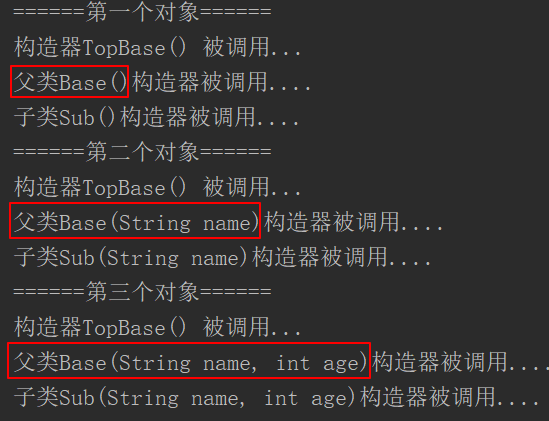 ======第一个对象======
构造器TopBase() 被调用...
父类Base()构造器被调用....
子类Sub()构造器被调用....
======第二个对象======
构造器TopBase() 被调用...
父类Base(String name)构造器被调用....
子类Sub(String name)构造器被调用....
======第三个对象======
构造器TopBase() 被调用...
父类Base(String name, int age)构造器被调用....
子类Sub(String name, int age)构造器被调用....